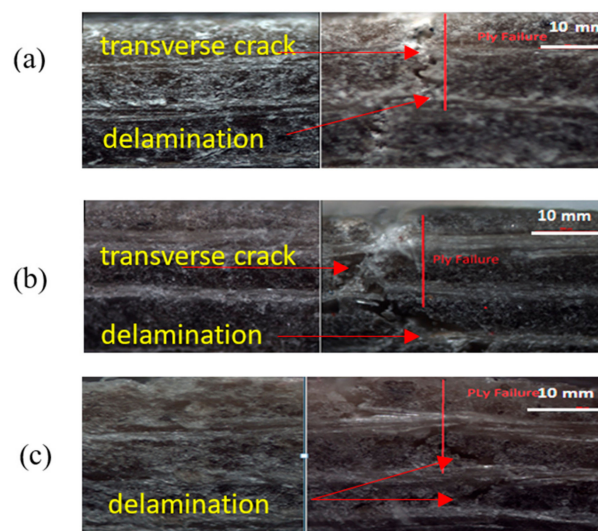 (a)
transverse crack
Ply Failure
10 mm
delamination
(b)
10 mm
transverse crack
Ply Failure
delamination
(c)
PLy Failure
10 mm
delamination